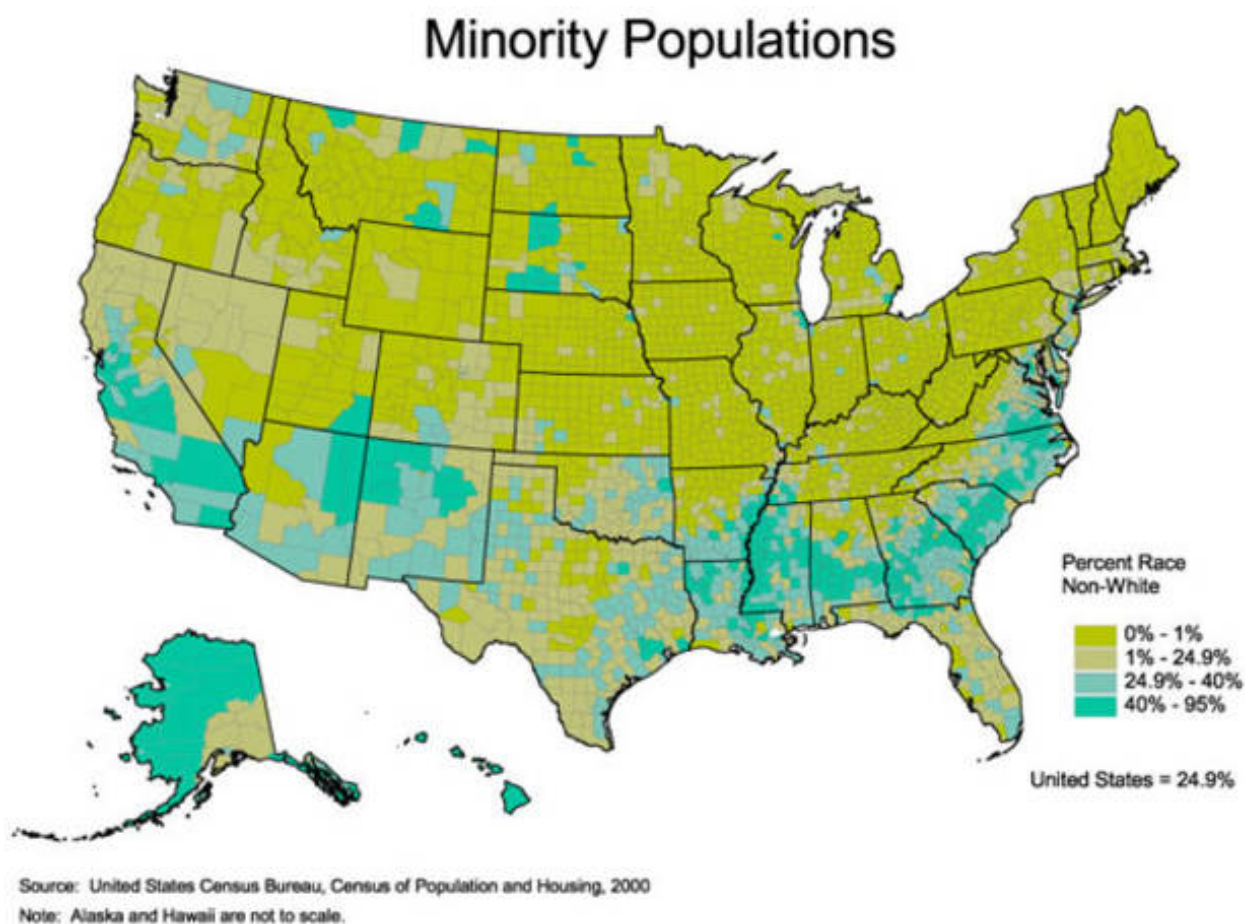 Minority Populations
Percent Race
Non-White
0% - 1%
1% - 24.9%
24.9% - 40%
40% - 95%
United States = 24.9%
Source: United States Census Bureau, Census of Population and Housing, 2000
Note: Alaska and Hawaii are not to scale.